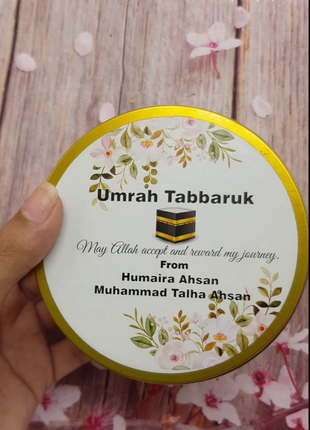 Umrah Tabbaruk
May Allah accept and reward my journey.
From
Humaira Ahsan
Muhammad Talha Ahsan